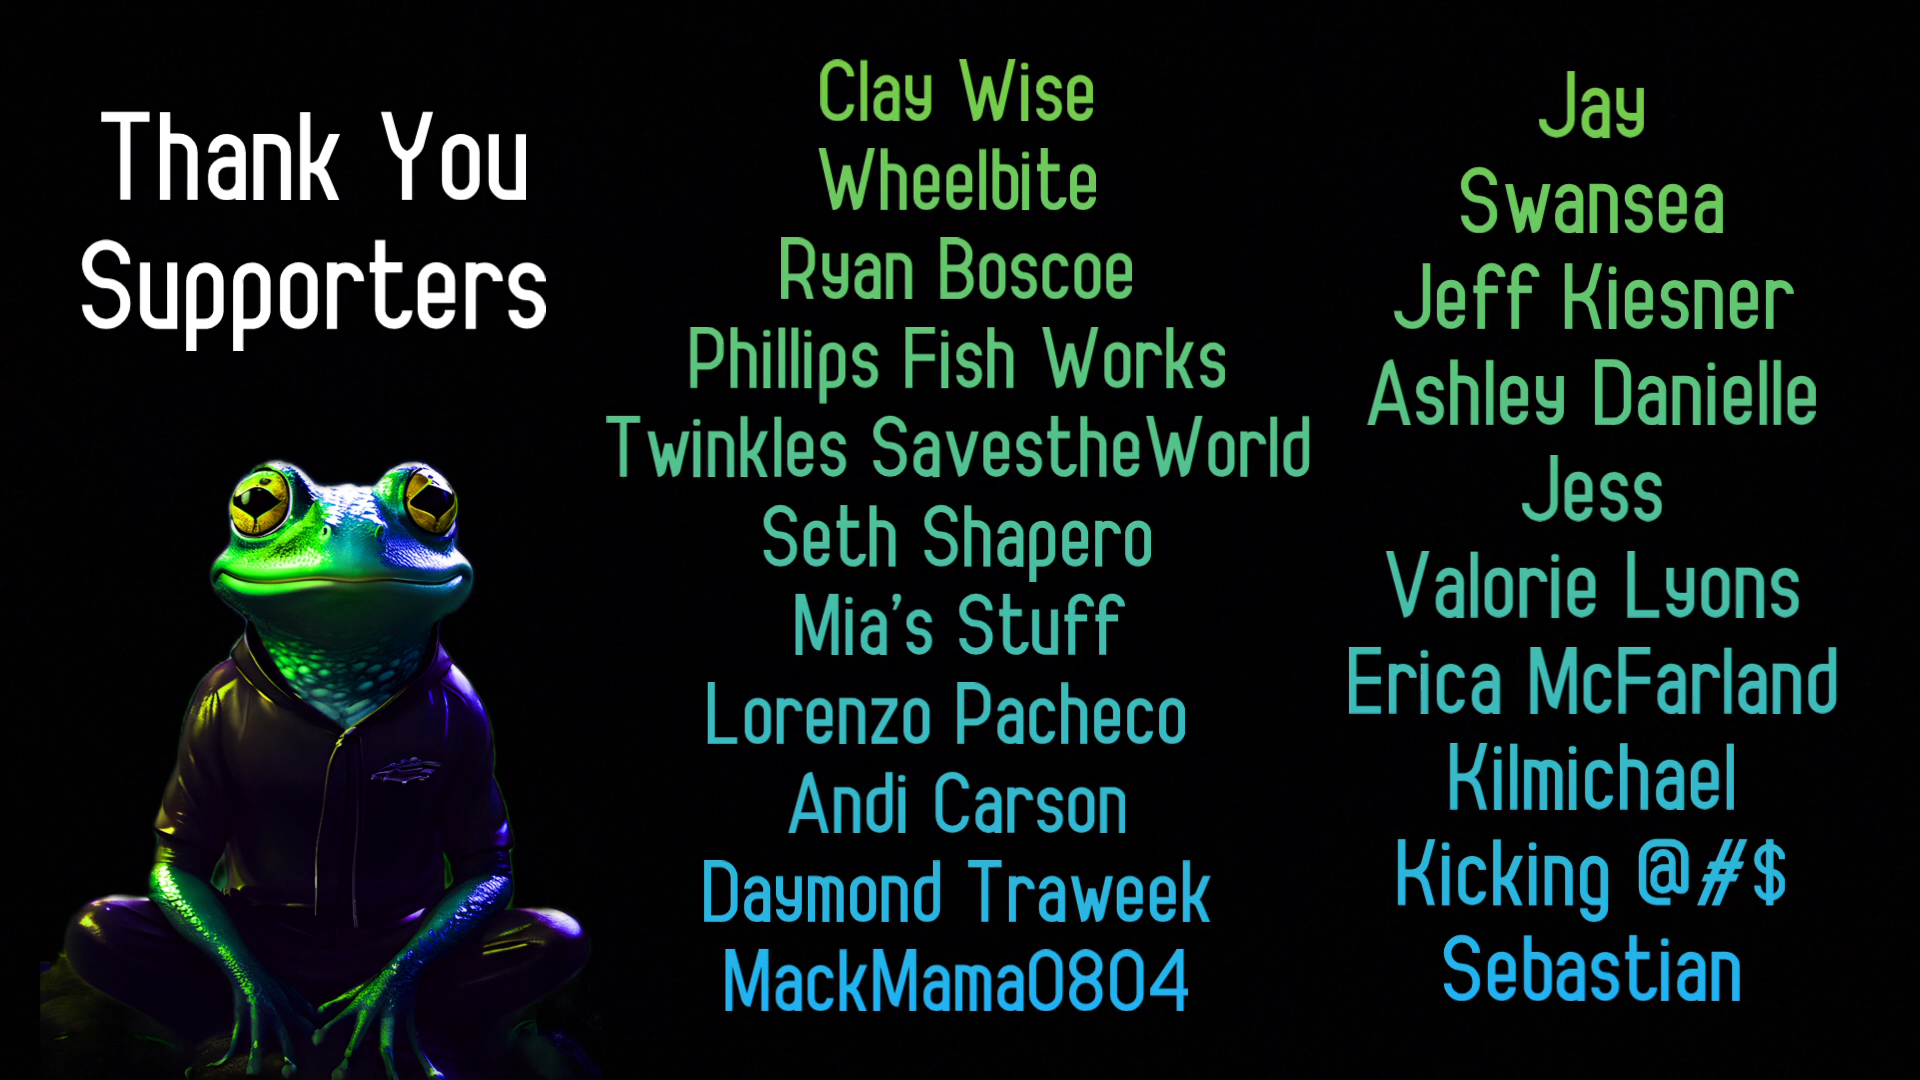 Thank You
Supporters
Clay Wise
Wheelbite
Ryan Boscoe
Phillips Fish Works
Twinkles SavestheWorld
Seth Shapero
Mia's Stuff
Lorenzo Pacheco
Andi Carson
Daymond Traweek
MackMama0804
Jay
Swansea
Jeff Kiesner
Ashley Danielle
Jess
Valorie Lyons
Erica McFarland
Kilmichael
Kicking @#$
Sebastian